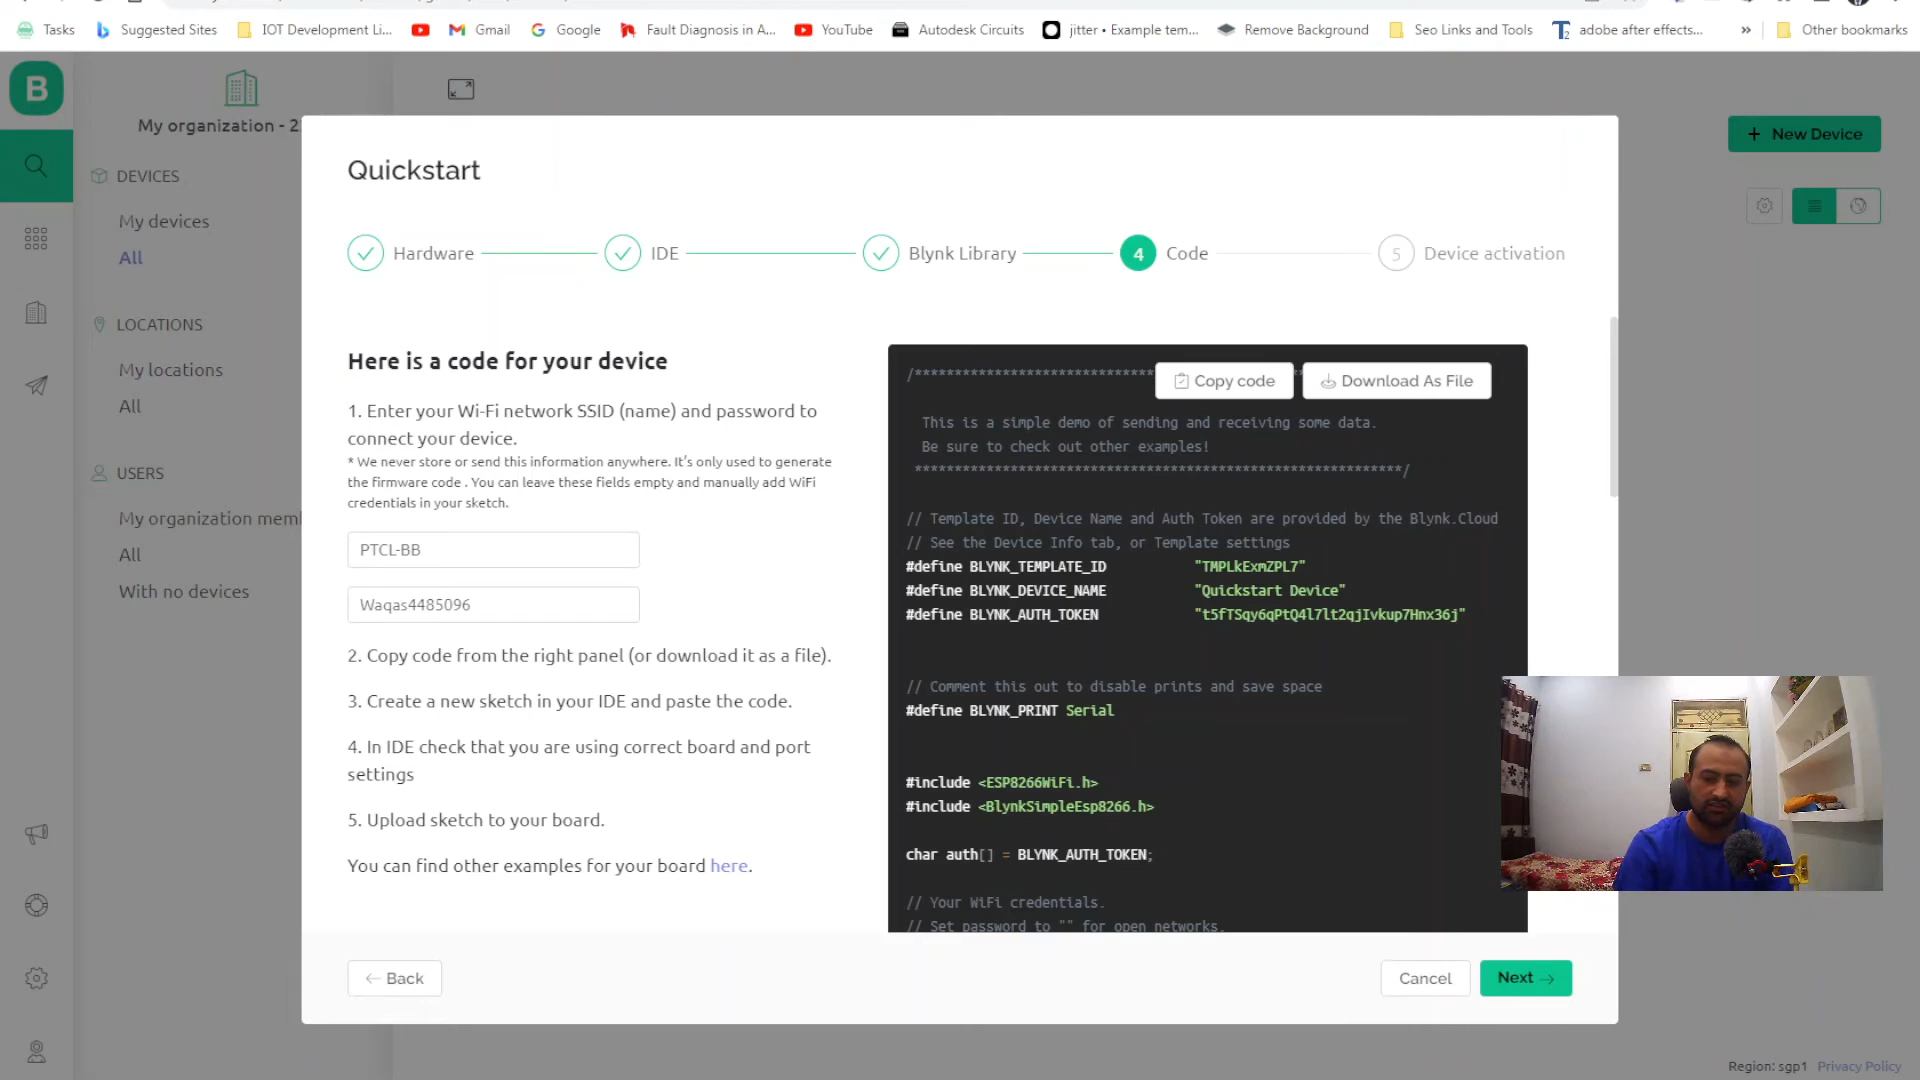 Tasks
Suggested Sites
IOT Development Li...
Gmail
Google
Fault Diagnosis in A...
YouTube
Autodesk Circuits
jitter • Example tem...
Remove Background
Seo Links and Tools
adobe after effects...
»
Other bookmarks
B
My organization - 2
New Device
DEVICES
My devices
All
LOCATIONS
My locations
All
USERS
My organization mem
All
With no devices
Quickstart
Hardware
IDE
Blynk Library
4 Code
5 Device activation
Here is a code for your device
1. Enter your Wi-Fi network SSID (name) and password to
connect your device.
* We never store or send this information anywhere. It's only used to generate
the firmware code . You can leave these fields empty and manually add WiFi
credentials in your sketch.
PTCL-BB
Waqas4485096
2. Copy code from the right panel (or download it as a file).
3. Create a new sketch in your IDE and paste the code.
4. In IDE check that you are using correct board and port
settings
5. Upload sketch to your board.
You can find other examples for your board here.
Copy code
Download As File
This is a simple demo of sending and receiving some data.
Be sure to check out other examples!
*************************************************************/
// Template ID, Device Name and Auth Token are provided by the Blynk.Cloud
// See the Device Info tab, or Template settings
#define BLYNK_TEMPLATE_ID "TMPLkExmZPL7"
#define BLYNK_DEVICE_NAME "Quickstart Device"
#define BLYNK_AUTH_TOKEN "t5fTSqy6qPtQ4l7lt2qjIvkup7Hnx36j"
// Comment this out to disable prints and save space
#define BLYNK_PRINT Serial
#include <ESP8266WiFi.h>
#include <BlynkSimpleEsp8266.h>
char auth[] = BLYNK_AUTH_TOKEN;
// Your WiFi credentials.
// Set password to "" for open networks.
Back
Cancel
Next
Region: sgp1 Privacy Policy